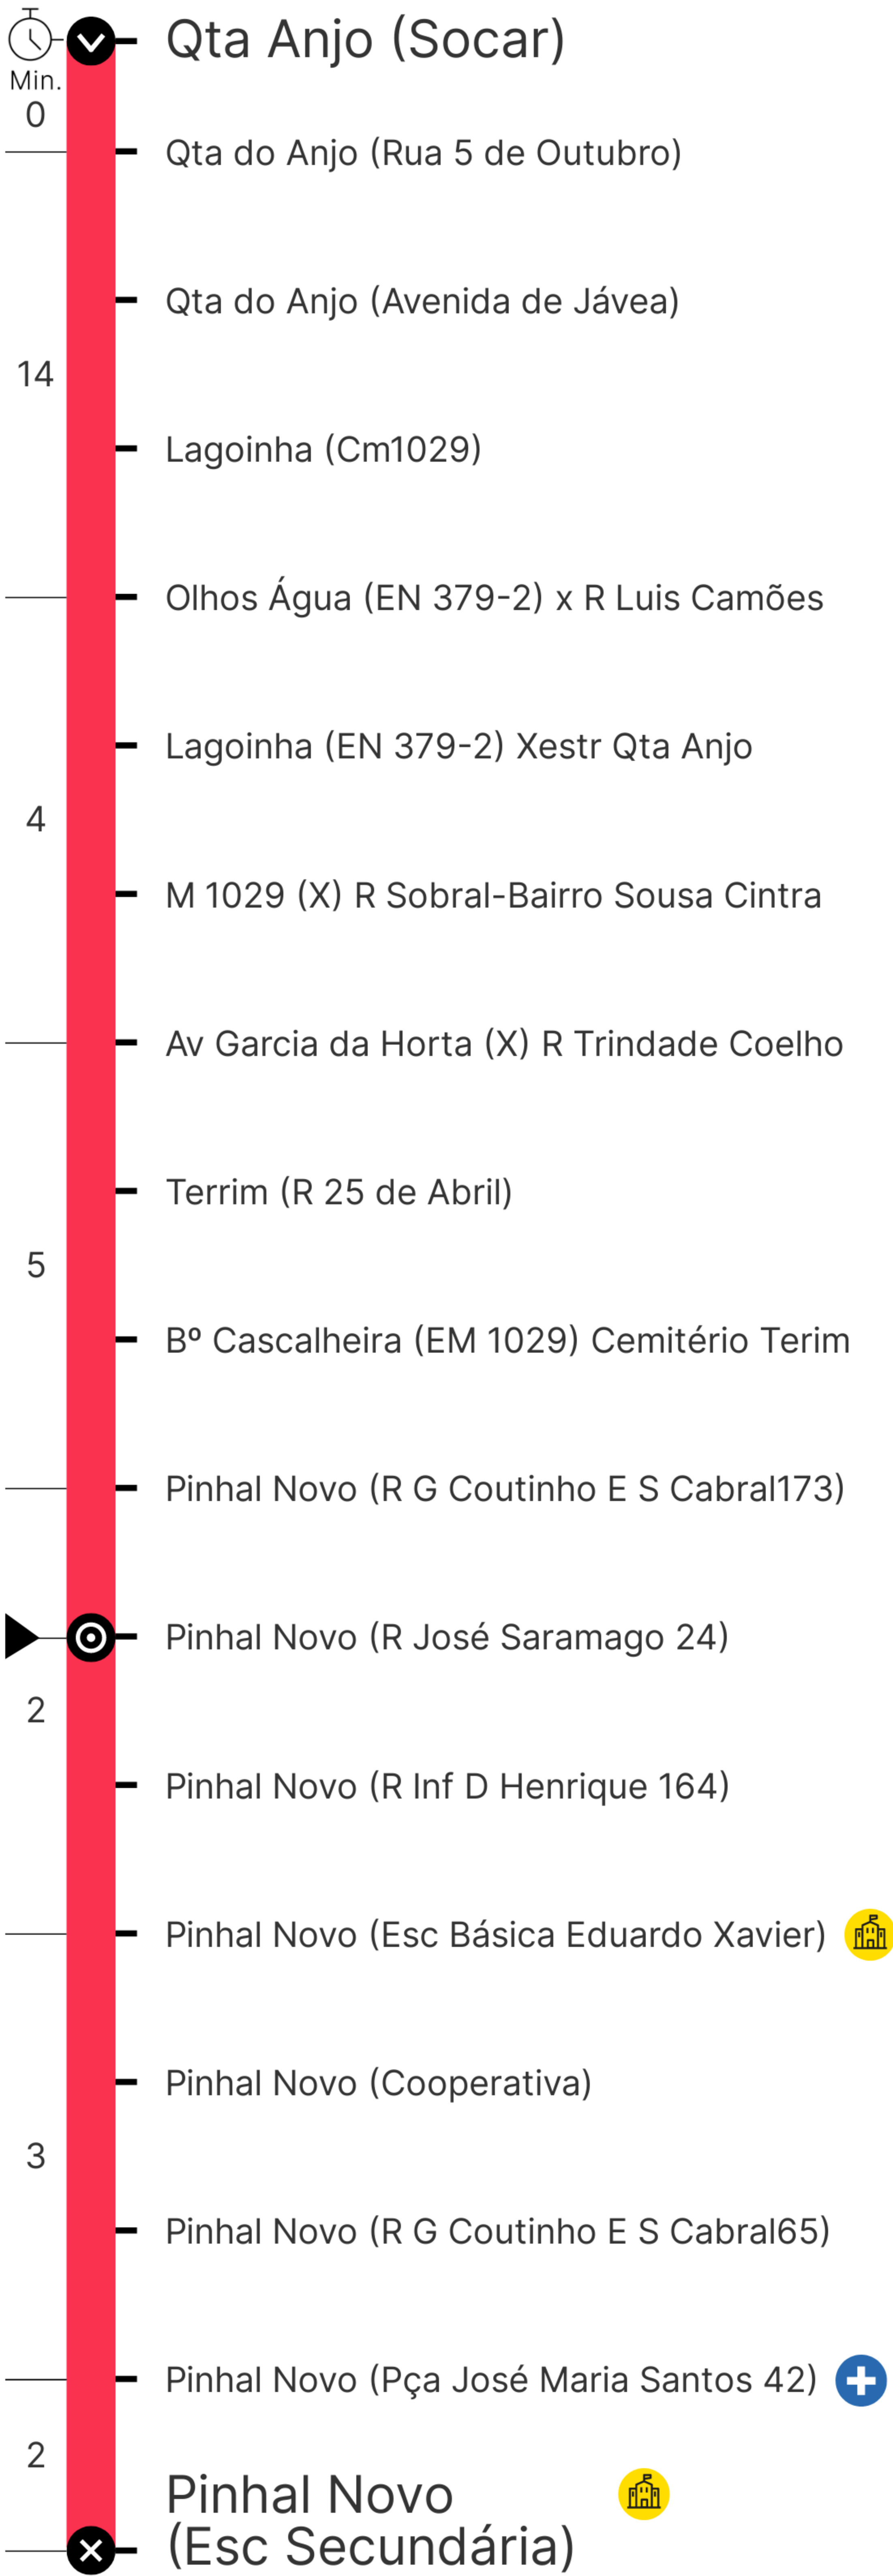 Qta Anjo (Socar)
Min.
0
Qta do Anjo (Rua 5 de Outubro)
Qta do Anjo (Avenida de Jávea)
14
Lagoinha (Cm1029)
Olhos Água (EN 379-2) x R Luis Camões
Lagoinha (EN 379-2) Xestr Qta Anjo
4
M 1029 (X) R Sobral-Bairro Sousa Cintra
Av Garcia da Horta (X) R Trindade Coelho
Terrim (R 25 de Abril)
5
Bº Cascalheira (EM 1029) Cemitério Terim
Pinhal Novo (R G Coutinho E S Cabral173)
Pinhal Novo (R José Saramago 24)
2
Pinhal Novo (R Inf D Henrique 164)
Pinhal Novo (Esc Básica Eduardo Xavier)
Pinhal Novo (Cooperativa)
3
Pinhal Novo (R G Coutinho E S Cabral65)
Pinhal Novo (Pça José Maria Santos 42)
2
Pinhal Novo
(Esc Secundária)